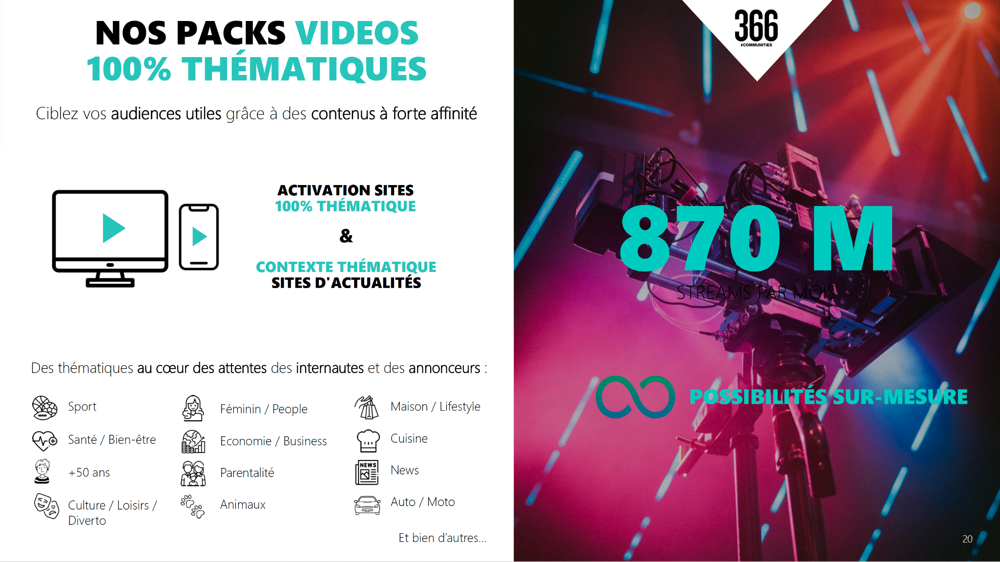 NOS PACKS VIDEOS
100% THÉMATIQUES
Ciblez vos audiences utiles grâce à des contenus à forte affinité
ACTIVATION SITES
100% THÉMATIQUE
&
CONTEXTE THÉMATIQUE
SITES D'ACTUALITÉS
Des thématiques au cœur des attentes des internautes et des annonceurs :
Sport
Féminin / People
Maison / Lifestyle
Santé / Bien-être
Economie / Business
Cuisine
+50 ans
Parentalité
NEWS
News
Culture / Loisirs /
Diverto
Animaux
Auto / Moto
Et bien d’autres...
366
#COMMUNITIES
870 M
STREAMS PAR MOIS
POSSIBILITÉS SUR-MESURE
20